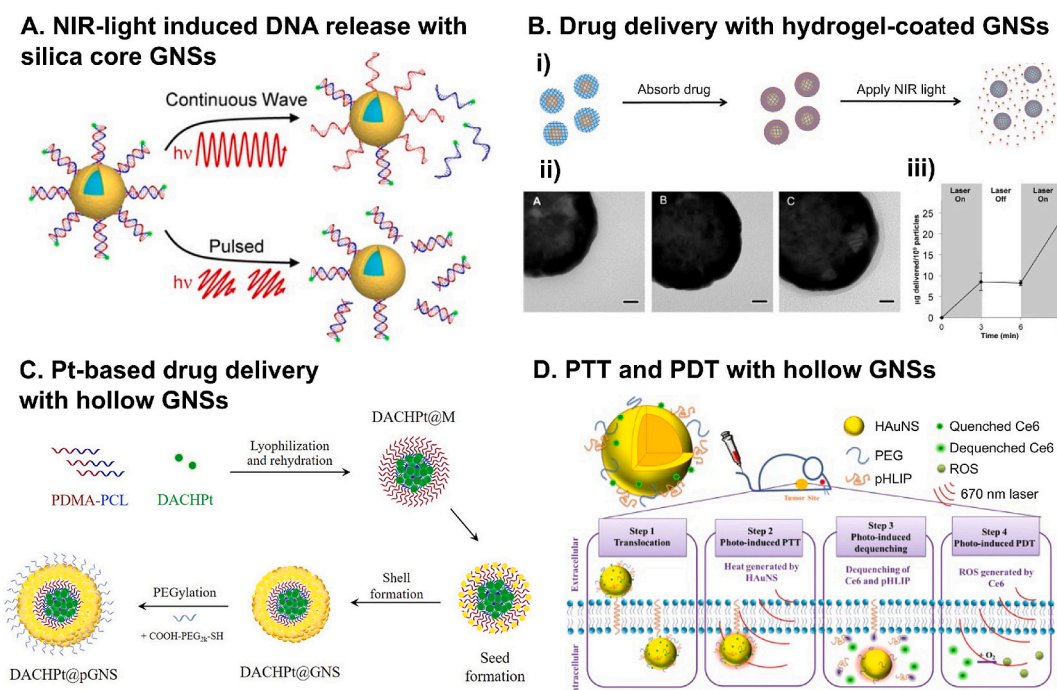 A. NIR-light induced DNA release with
silica core GNSs
Continuous Wave
hν
Pulsed
hν
B. Drug delivery with hydrogel-coated GNSs
i)
Absorb drug
Apply NIR light
ii)
A
B
C
iii)
Laser On
Laser Off
Laser On
µg delivered/10⁹ particles
25
20
15
10
5
0
0
3
6
Time (min)
C. Pt-based drug delivery
with hollow GNSs
PDMA-PCL
DACHPt
Lyophilization
and rehydration
DACHPt@M
Seed
formation
Shell
formation
DACHPt@GNS
PEGylation
+ COOH-PEG2k-SH
DACHPt@pGNS
D. PTT and PDT with hollow GNSs
HAuNS
PEG
pHLIP
Quenched Ce6
Dequenched Ce6
ROS
670 nm laser
Tumor Site
Extracellular
Intracellular
Step 1
Translocation
Step 2
Photo-induced PTT
Heat generated by
HAuNS
Step 3
Photo-induced
dequenching
Dequenching of
Ce6 and pHLIP
Step 4
Photo-induced PDT
ROS generated by
Ce6
+ O₂